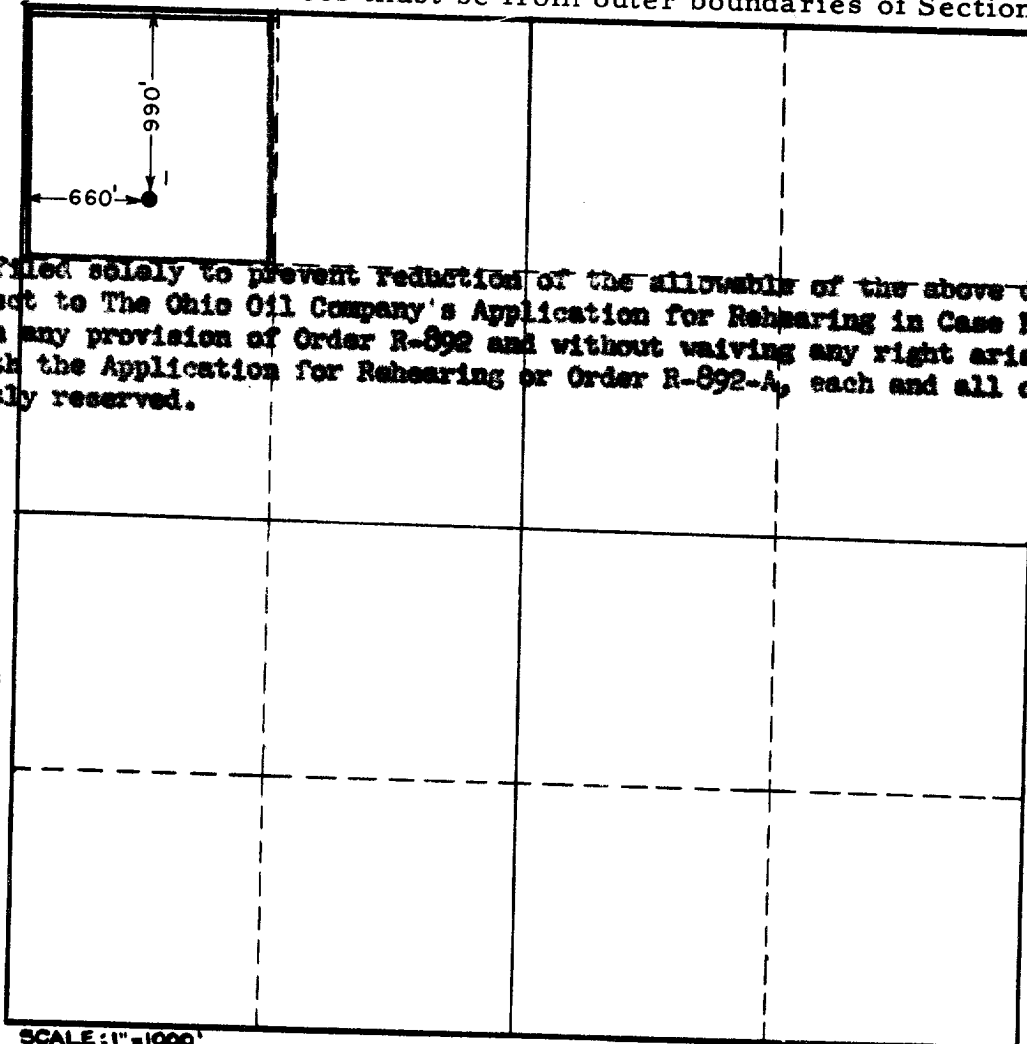 must be from outer boundaries of Section
990'
1
660'
filed solely to prevent reduction of the allowable of the above
ect to The Ohio Oil Company's Application for Rehearing in Case
any provision of Order R-892 and without waiving any right
the Application for Rehearing or Order R-892-A, each and all
ly reserved.
SCALE: 1"=1000'